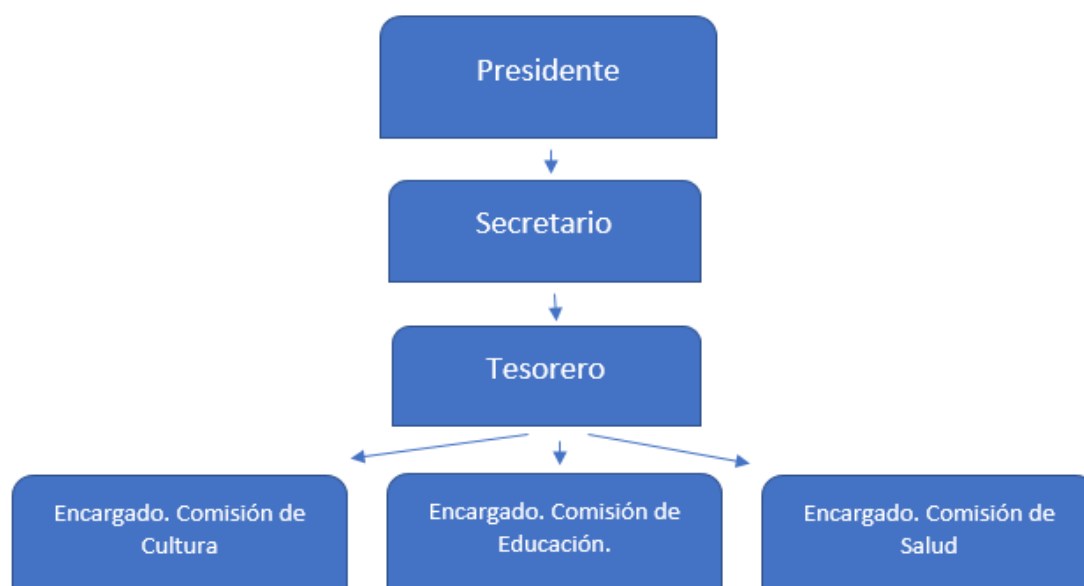 Presidente
Secretario
Tesorero
Encargado. Comisión de
Cultura
Encargado. Comisión de
Educación.
Encargado. Comisión de
Salud